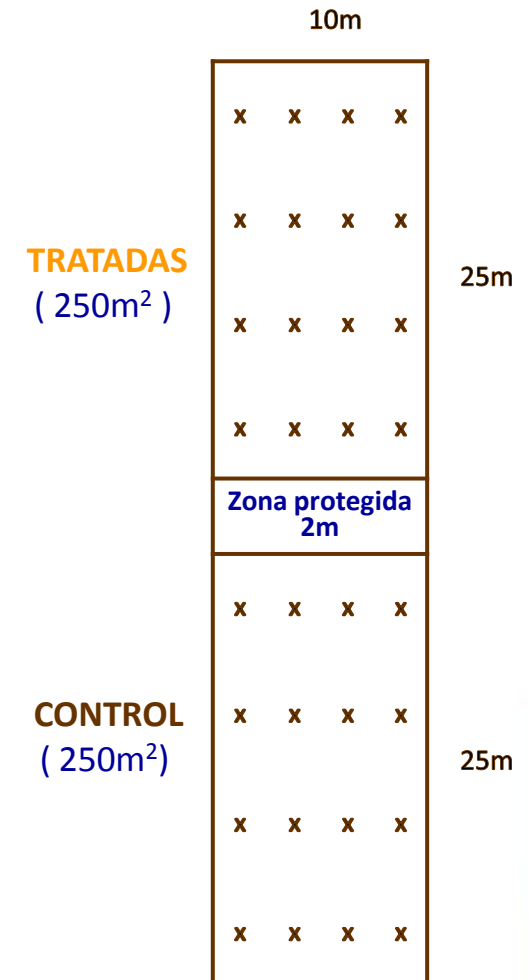 10m
x x x x
x x x x
TRATADAS
( 250m² )
25m
x x x x
x x x x
Zona protegida
2m
x x x x
CONTROL
( 250m²)
x x x x
25m
x x x x
x x x x